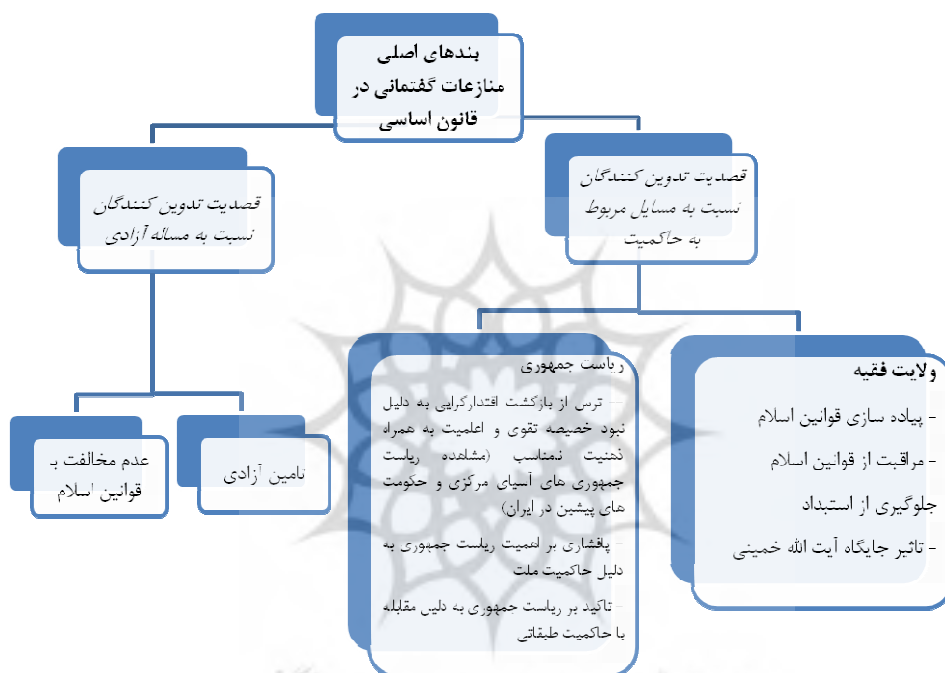 بندهای اصلی
منازعات گفتمانی در
قانون اساسی
قصدیت تدوین کنندگان
نسبت به مسایل مربوط
به حاکمیت
قصدیت تدوین کنندگان
نسبت به مساله آزادی
ولایت فقیه
- پیاده سازی قوانین اسلام
- مراقبت از قوانین اسلام
جلوگیری از استبداد
- تاثیر جایگاه آیت الله خمینی
ریاست جمهوری
– ترس از بازگشت اقتدارگرایی به دلیل
نبود خصیصه تقوی و اعلمیت به همراه
ذهنیت نامناسب (مشاهده ریاست
جمهوری های آسیای مرکزی و حکومت
های پیشین در ایران)
– پافشاری بر اهمیت ریاست جمهوری به
دلیل حاکمیت ملت
– تاکید بر ریاست جمهوری به دلیل مقابله
با حاکمیت طبقاتی
تامین آزادی
عدم مخالفت با
قوانین اسلام